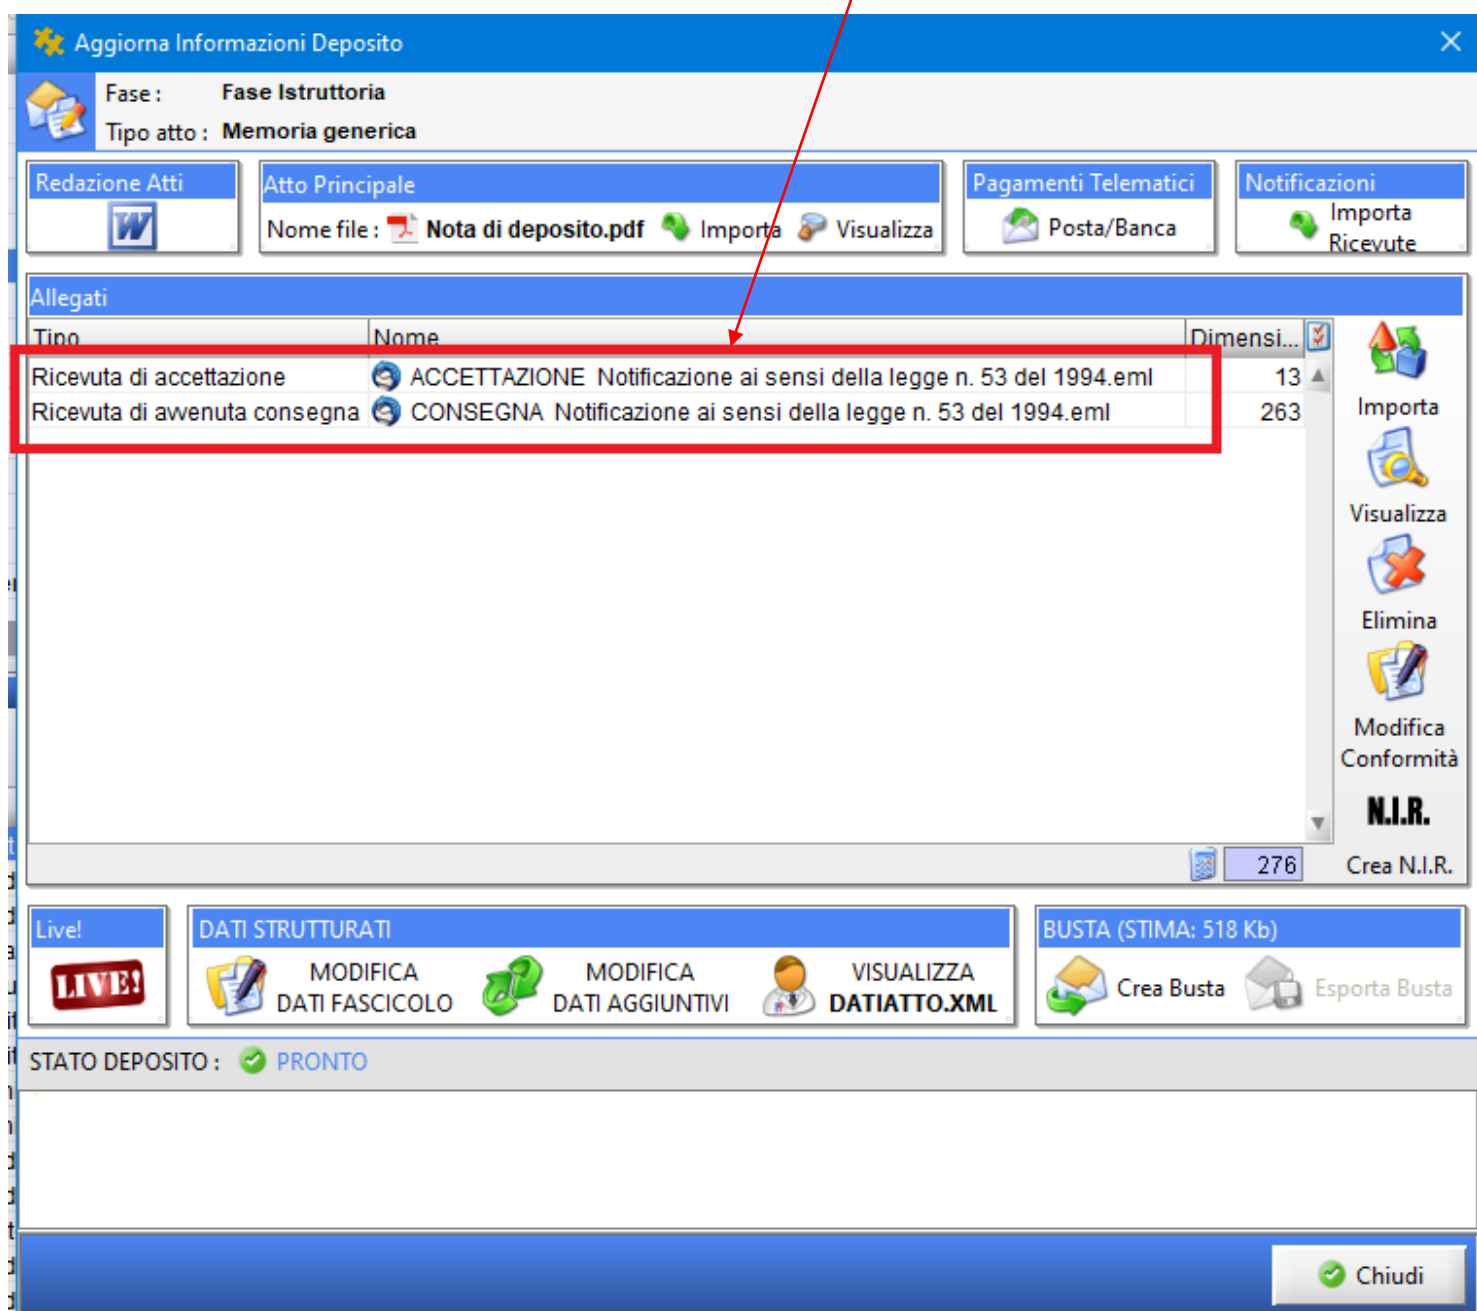 Aggiorna Informazioni Deposito
Fase : Fase Istruttoria
Tipo atto : Memoria generica
Redazione Atti
W
Atto Principale
Nome file : Nota di deposito.pdf Importa Visualizza
Pagamenti Telematici
Posta/Banca
Notificazioni
Importa
Ricevute
Allegati
Tipo Nome Dimensi...
Ricevuta di accettazione ACCETTAZIONE Notificazione ai sensi della legge n. 53 del 1994.eml 13
Ricevuta di avvenuta consegna CONSEGNA Notificazione ai sensi della legge n. 53 del 1994.eml 263
Importa
Visualizza
Elimina
Modifica
Conformità
N.I.R.
276 Crea N.I.R.
Live!
LIVE!
DATI STRUTTURATI
MODIFICA
DATI FASCICOLO
MODIFICA
DATI AGGIUNTIVI
VISUALIZZA
DATIATTO.XML
BUSTA (STIMA: 518 Kb)
Crea Busta Esporta Busta
STATO DEPOSITO : PRONTO
Chiudi